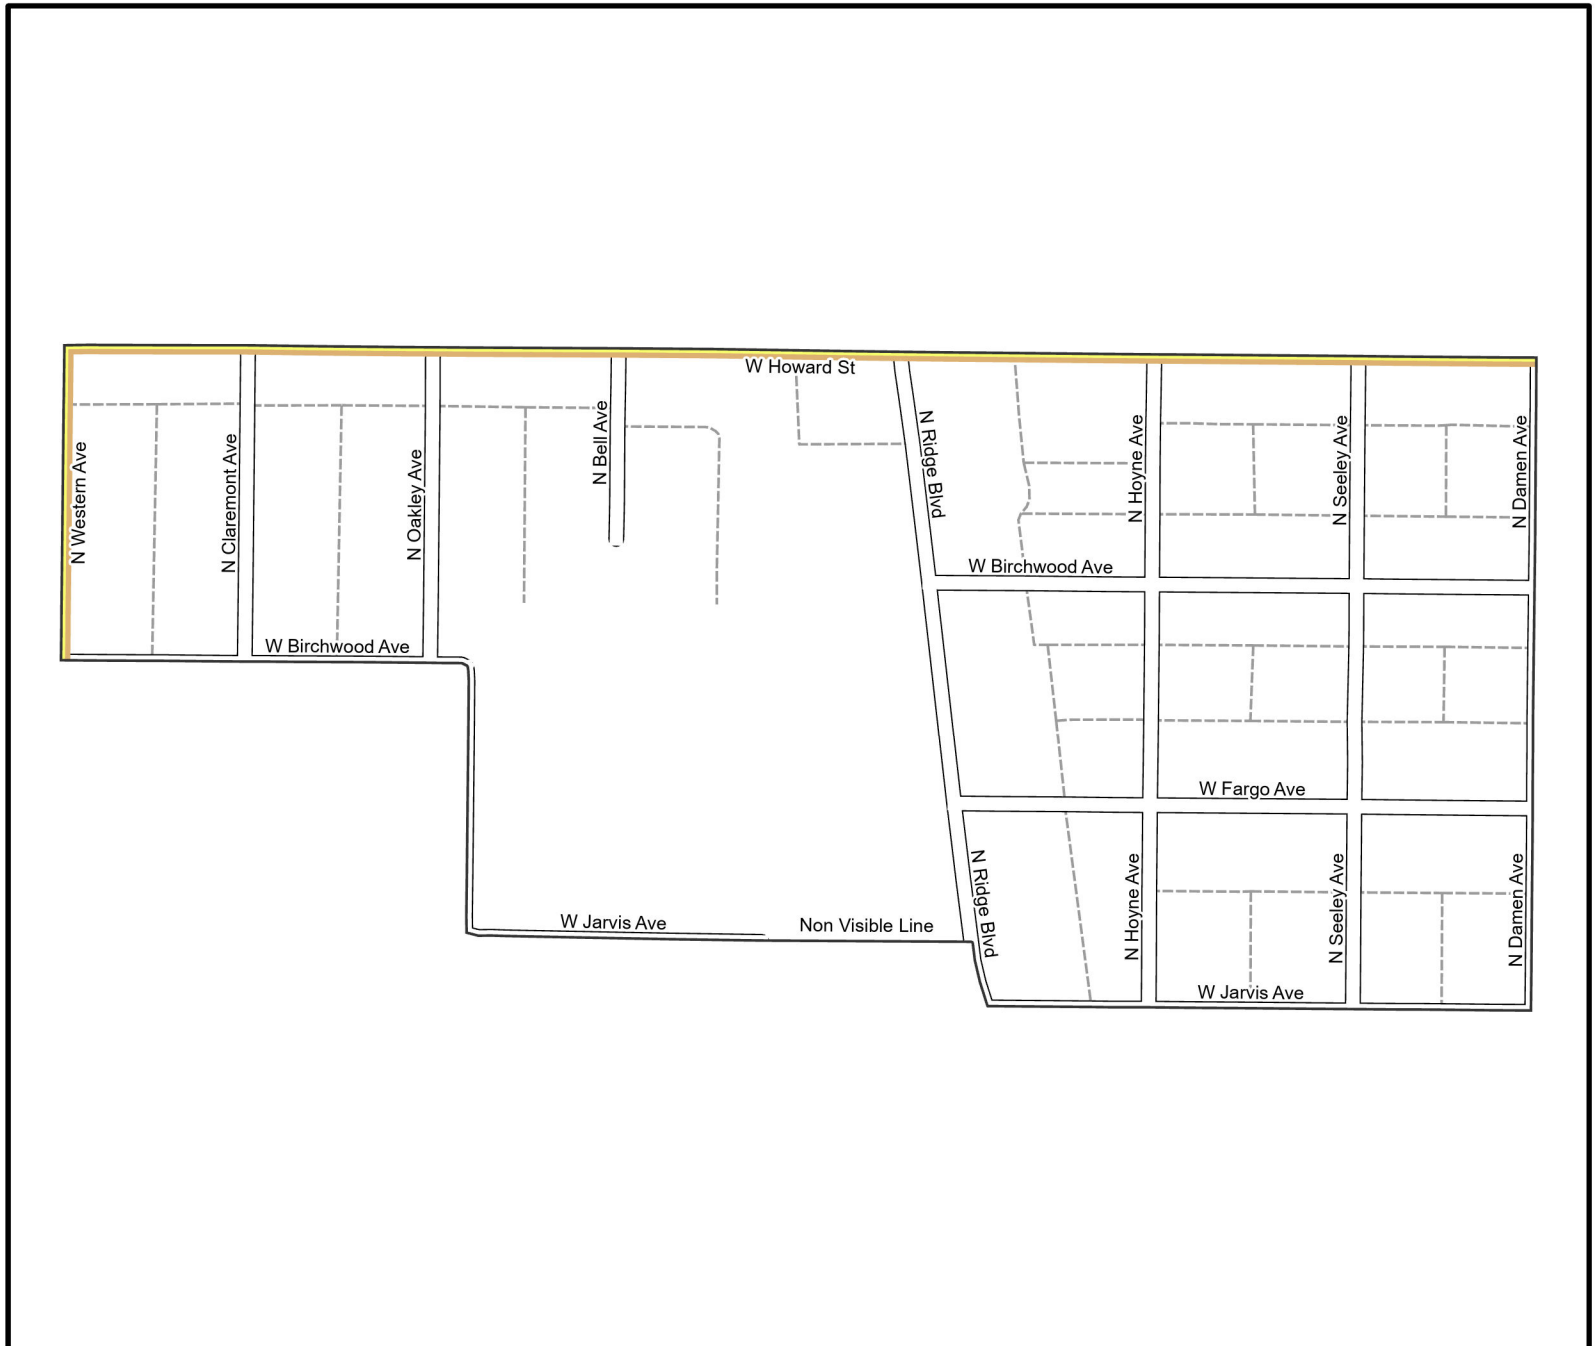 W Howard St
N Western Ave
N Claremont Ave
N Oakley Ave
N Bell Ave
N Ridge Blvd
N Hoyne Ave
N Seeley Ave
N Damen Ave
W Birchwood Ave
W Birchwood Ave
W Fargo Ave
N Ridge Blvd
N Hoyne Ave
N Seeley Ave
N Damen Ave
W Jarvis Ave
Non Visible Line
W Jarvis Ave